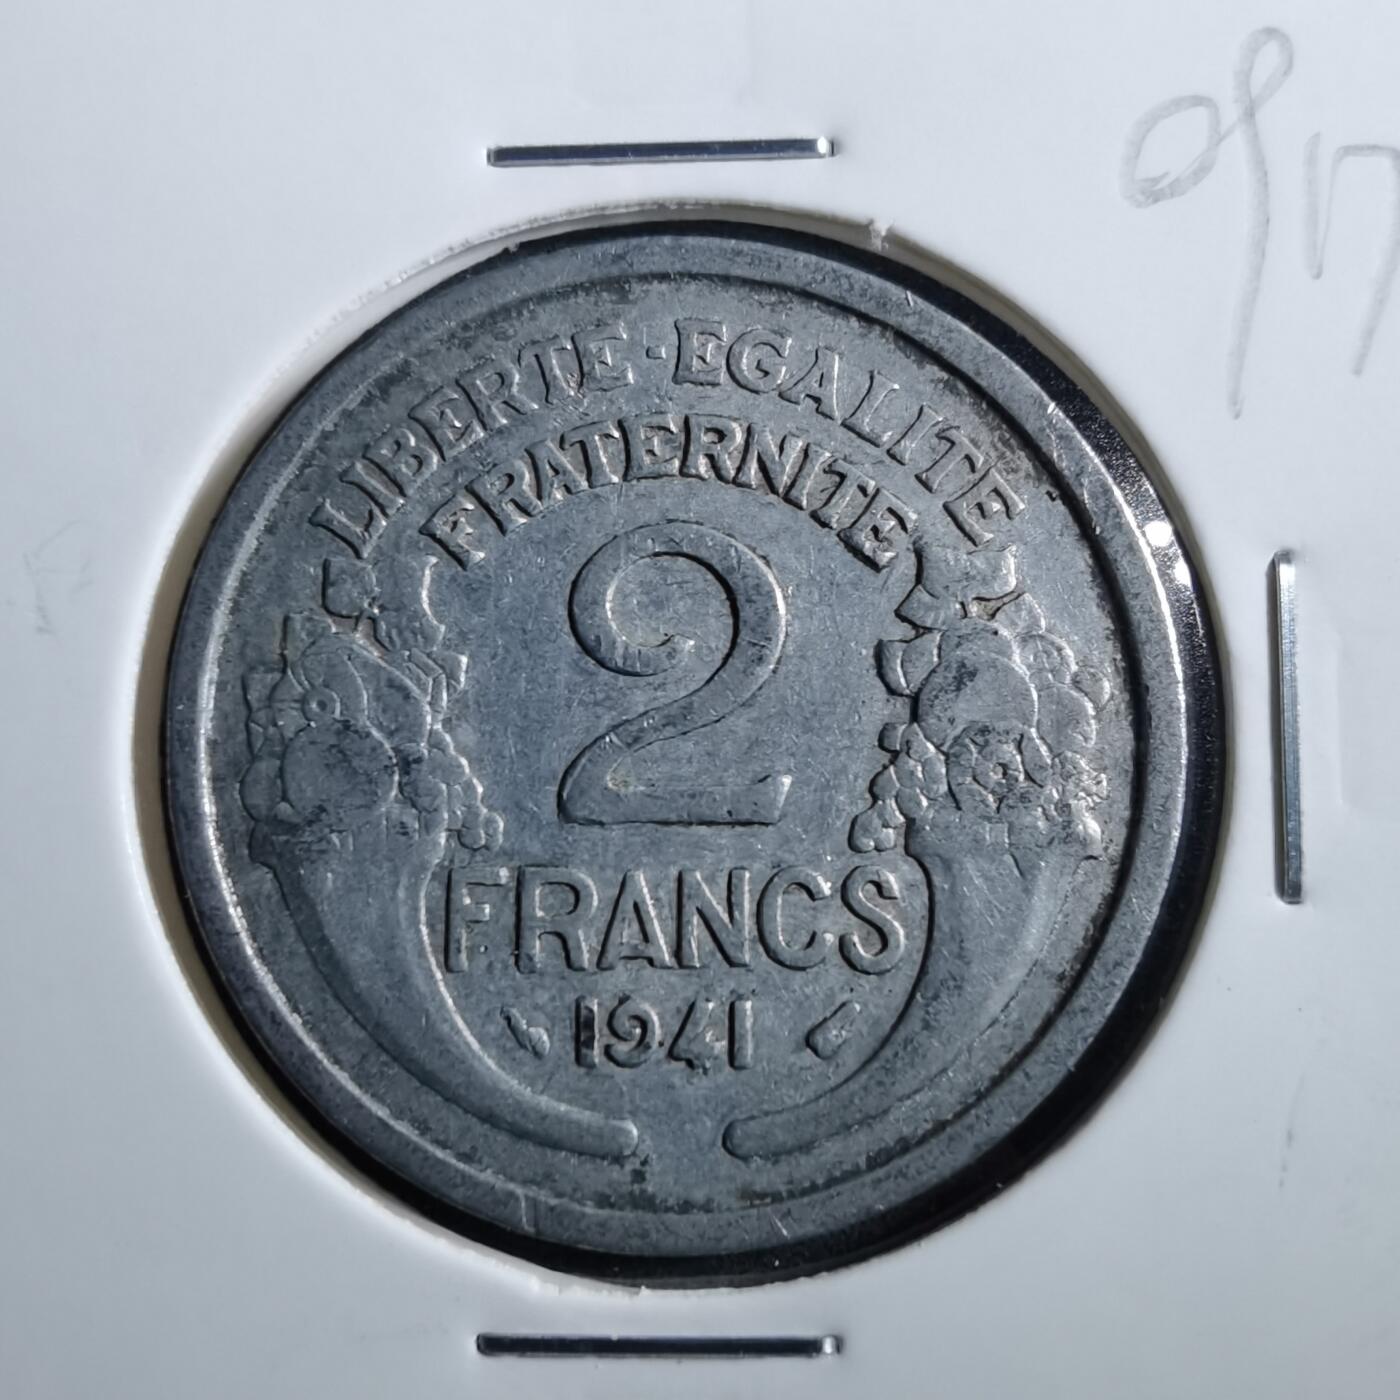 LIBERTE·EGALITE
FRATERNITE
2
FRANCS
1941